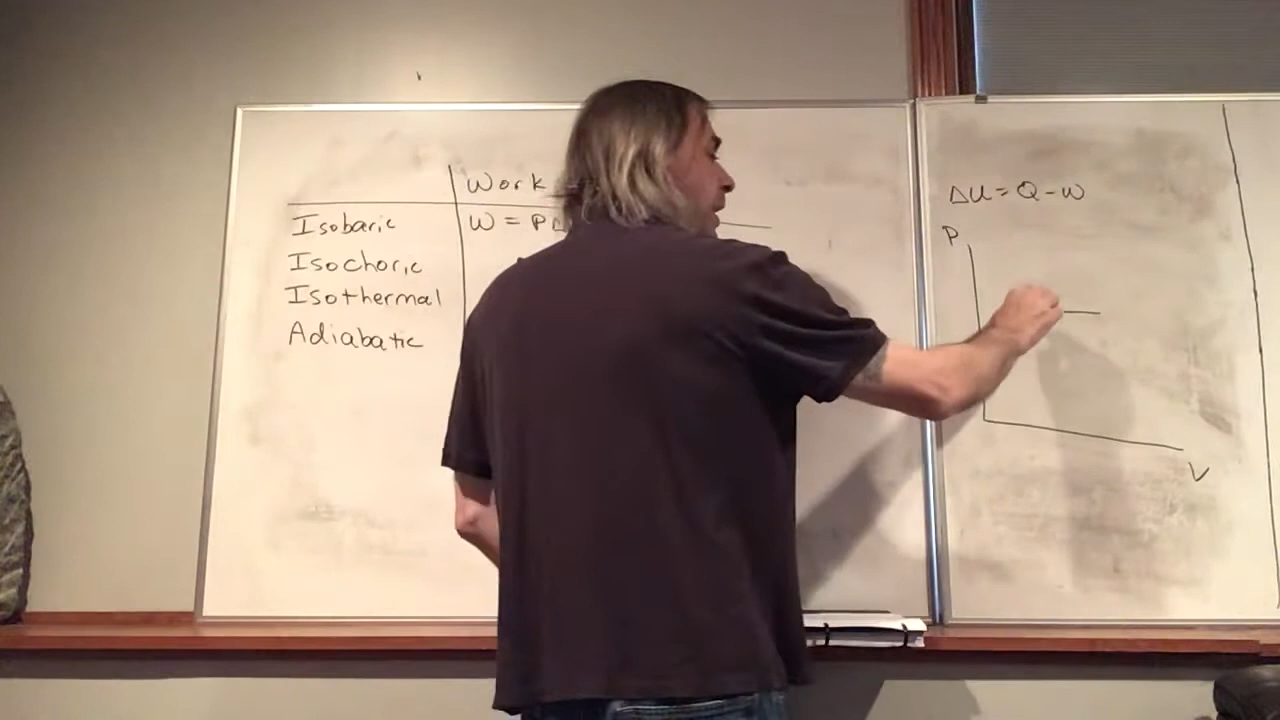 Work
Isobaric W = P
Isochoric
Isothermal
Adiabatic
ΔU = Q - W
P
V